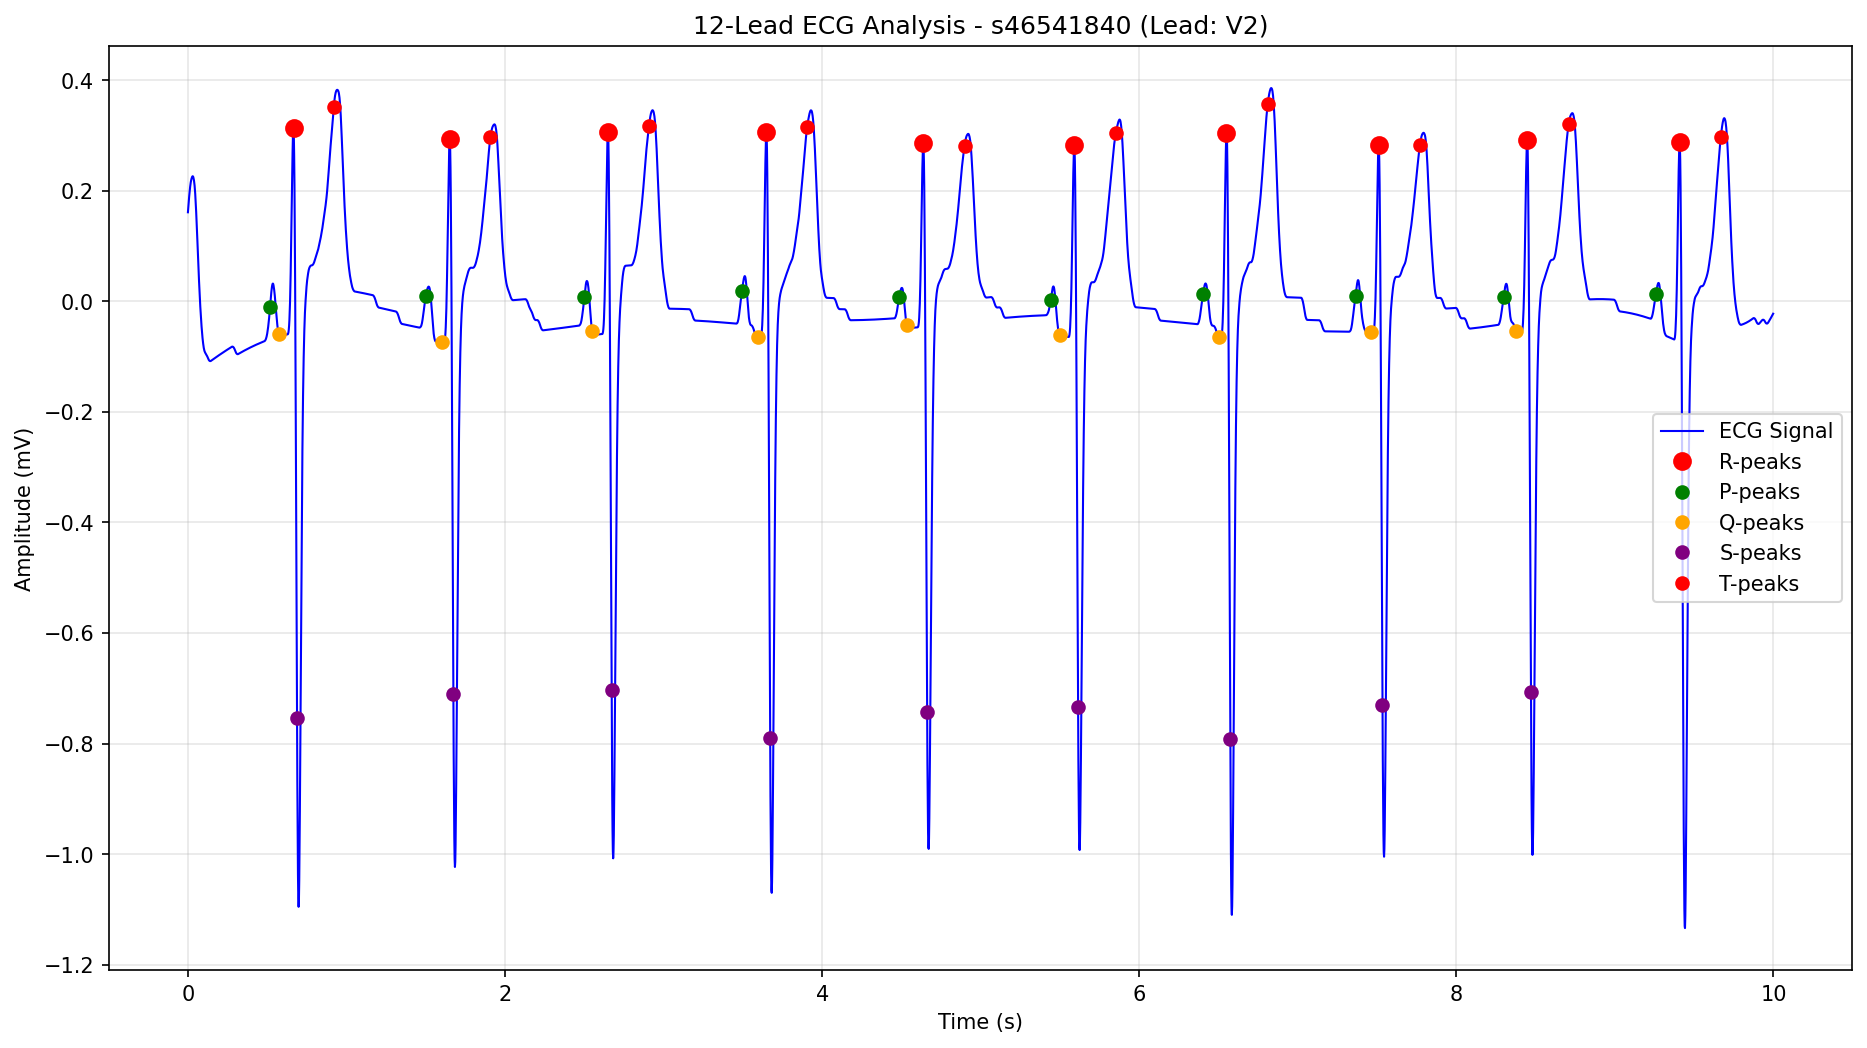 12-Lead ECG Analysis - s46541840 (Lead: V2)
0.4
0.2
0.0
−0.2
−0.4
−0.6
−0.8
−1.0
−1.2
Amplitude (mV)
ECG Signal
R-peaks
P-peaks
Q-peaks
S-peaks
T-peaks
0 2 4 6 8 10
Time (s)